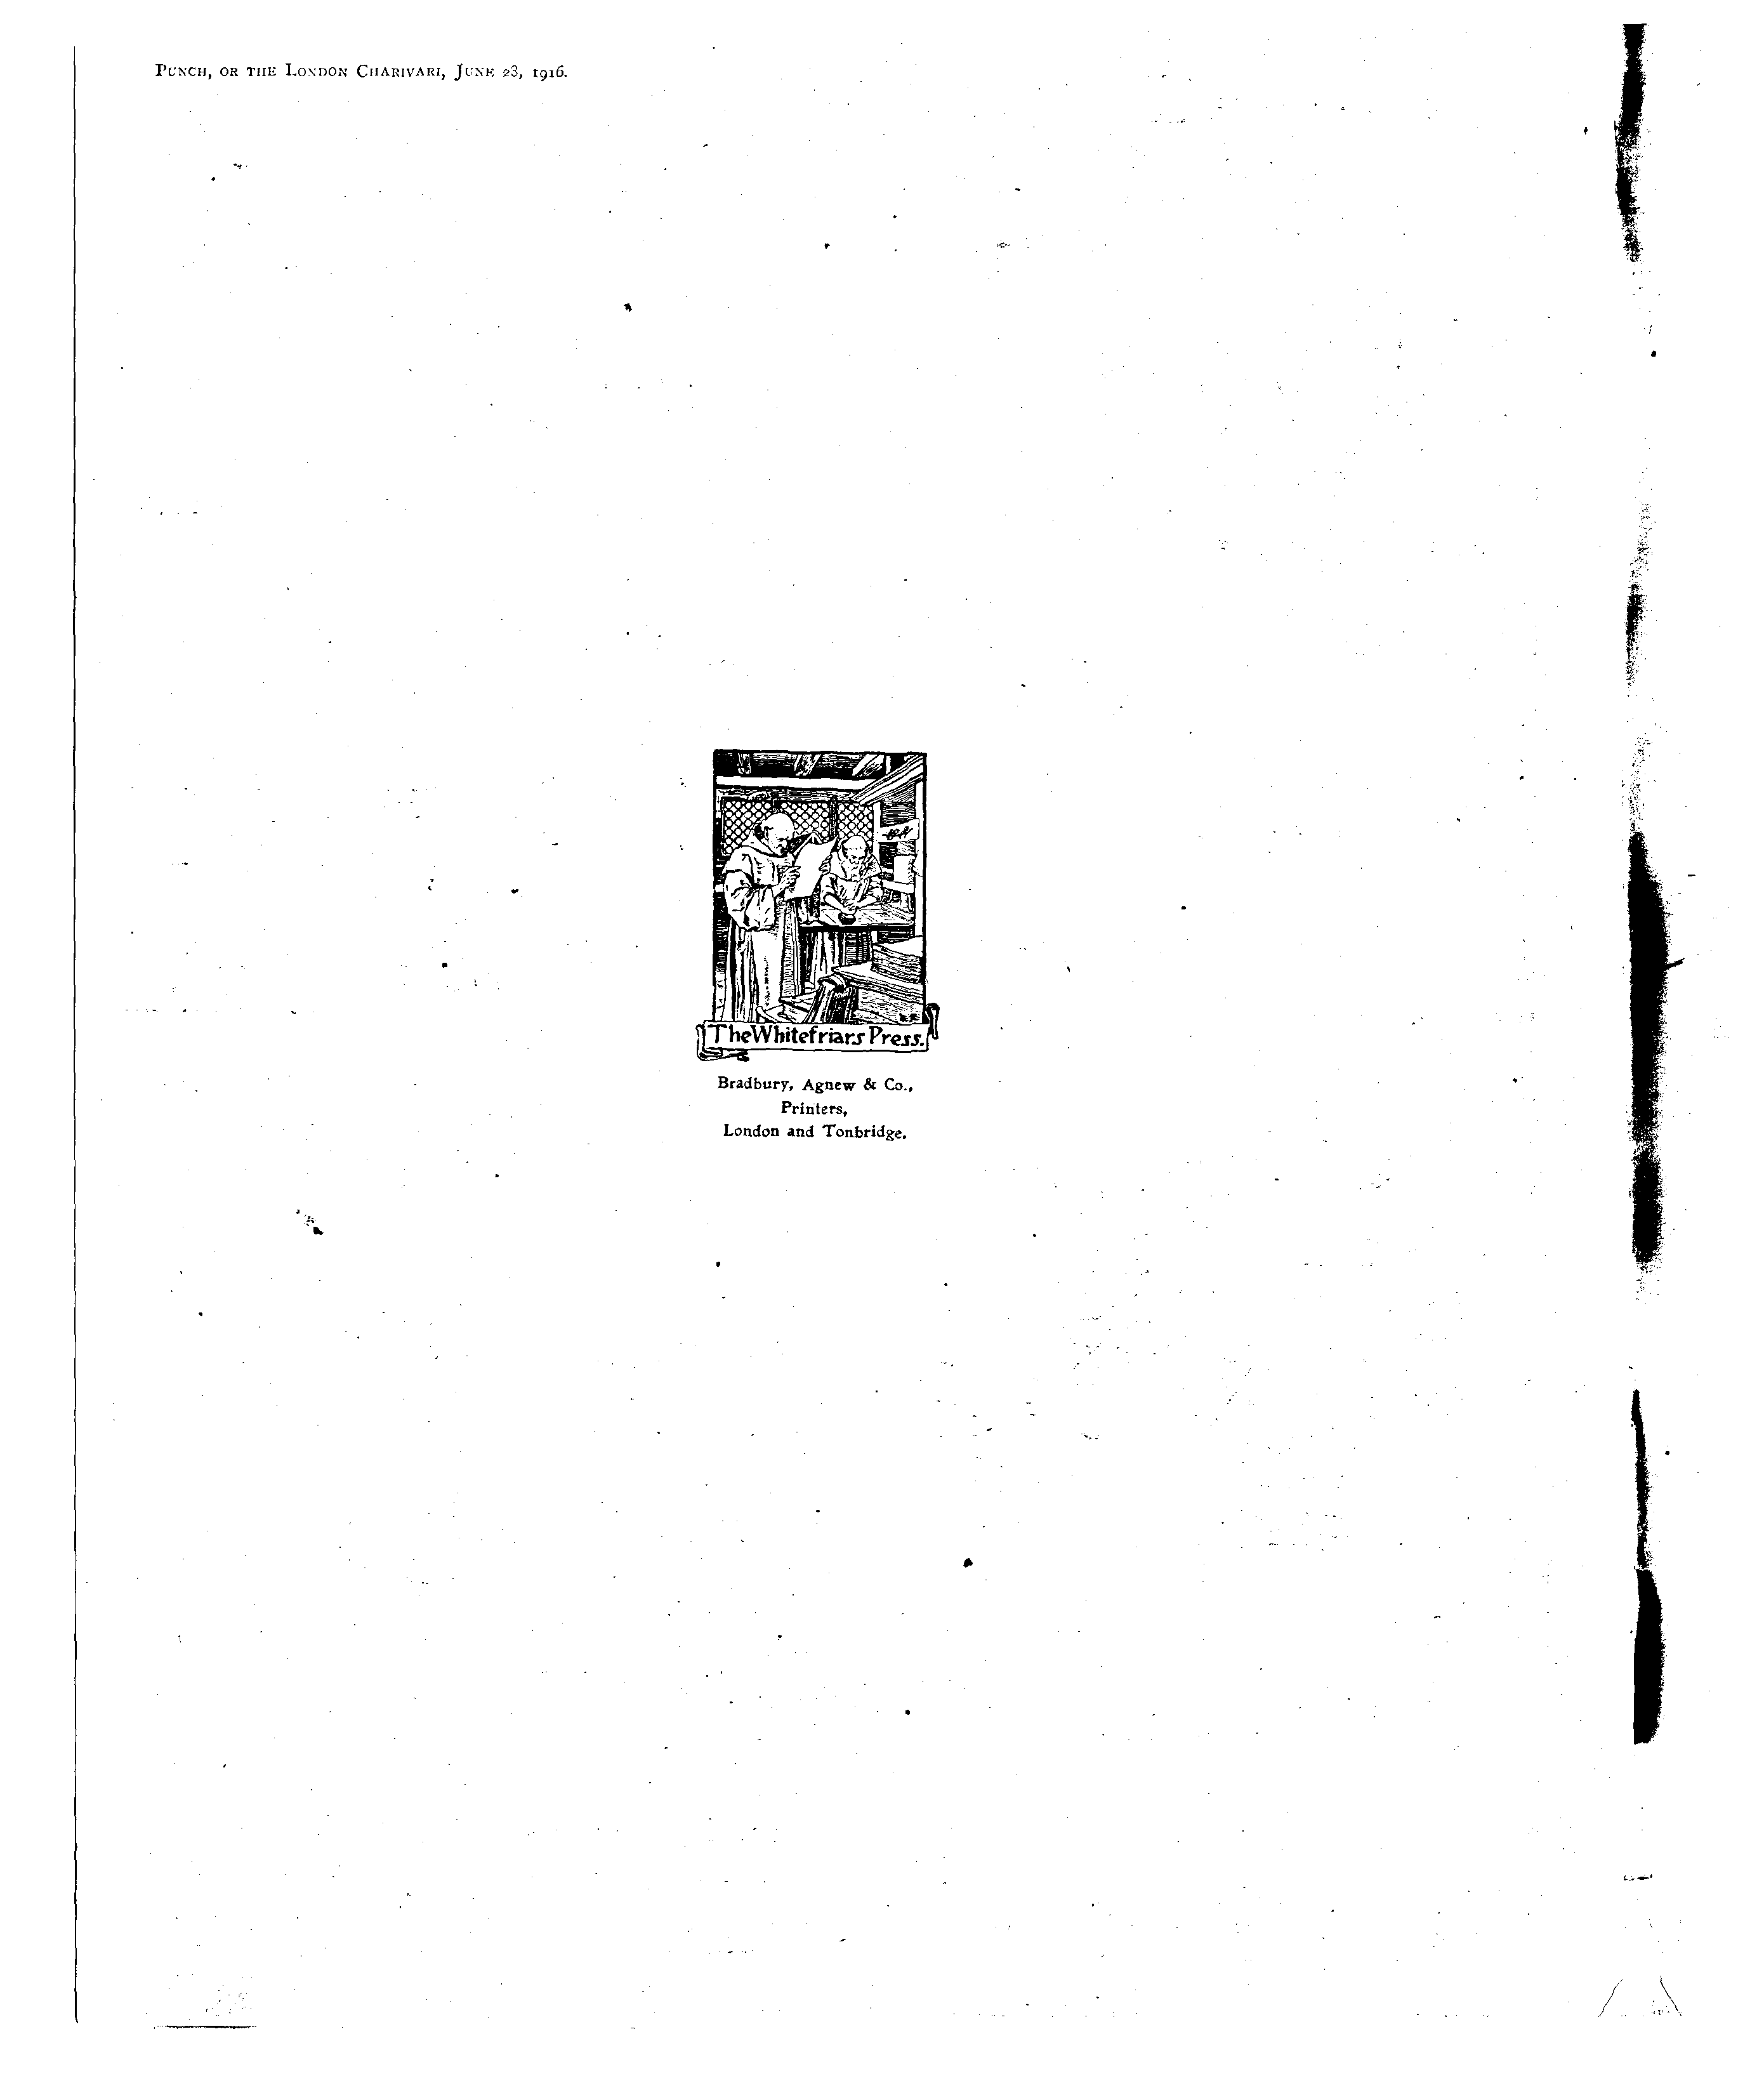 PUNCH, OR THE LONDON CHARIVARI, JUNE 28, 1916.
The Whitefriars Press.
Bradbury, Agnew & Co.,
Printers,
London and Tonbridge.